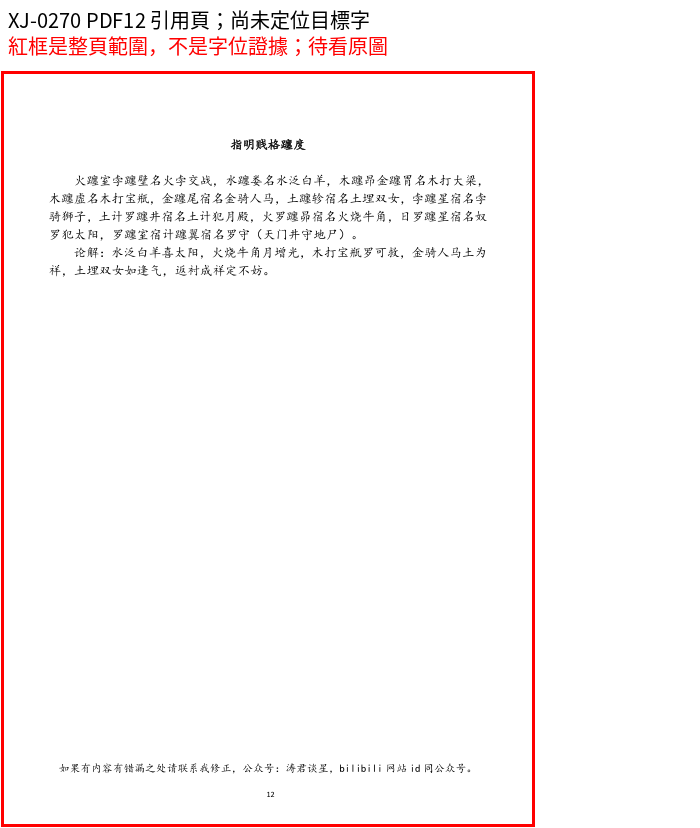 XJ-0270 PDF12 引用頁；尚未定位目標字
紅框是整頁範圍，不是字位證據；待看原圖
指明贱格躔度
火躔室孛躔壁名火孛交战，水躔娄名水泛白羊，木躔昂金躔胃名木打大梁，
木躔虚名木打宝瓶，金躔尾宿名金骑人马，土躔轸宿名土埋双女，孛躔星宿名孛
骑狮子，土计罗躔井宿名土计犯月殿，火罗躔昴宿名火烧牛角，日罗躔星宿名奴
罗犯太阳，罗躔室宿计躔翼宿名罗守（天门井守地尸）。
论解：水泛白羊喜太阳，火烧牛角月增光，木打宝瓶罗可救，金骑人马土为
祥，土埋双女如逢气，返衬成祥定不妨。
如果有内容有错漏之处请联系我修正，公众号：涛君谈星，bilibili 网站 id 同公众号。
12